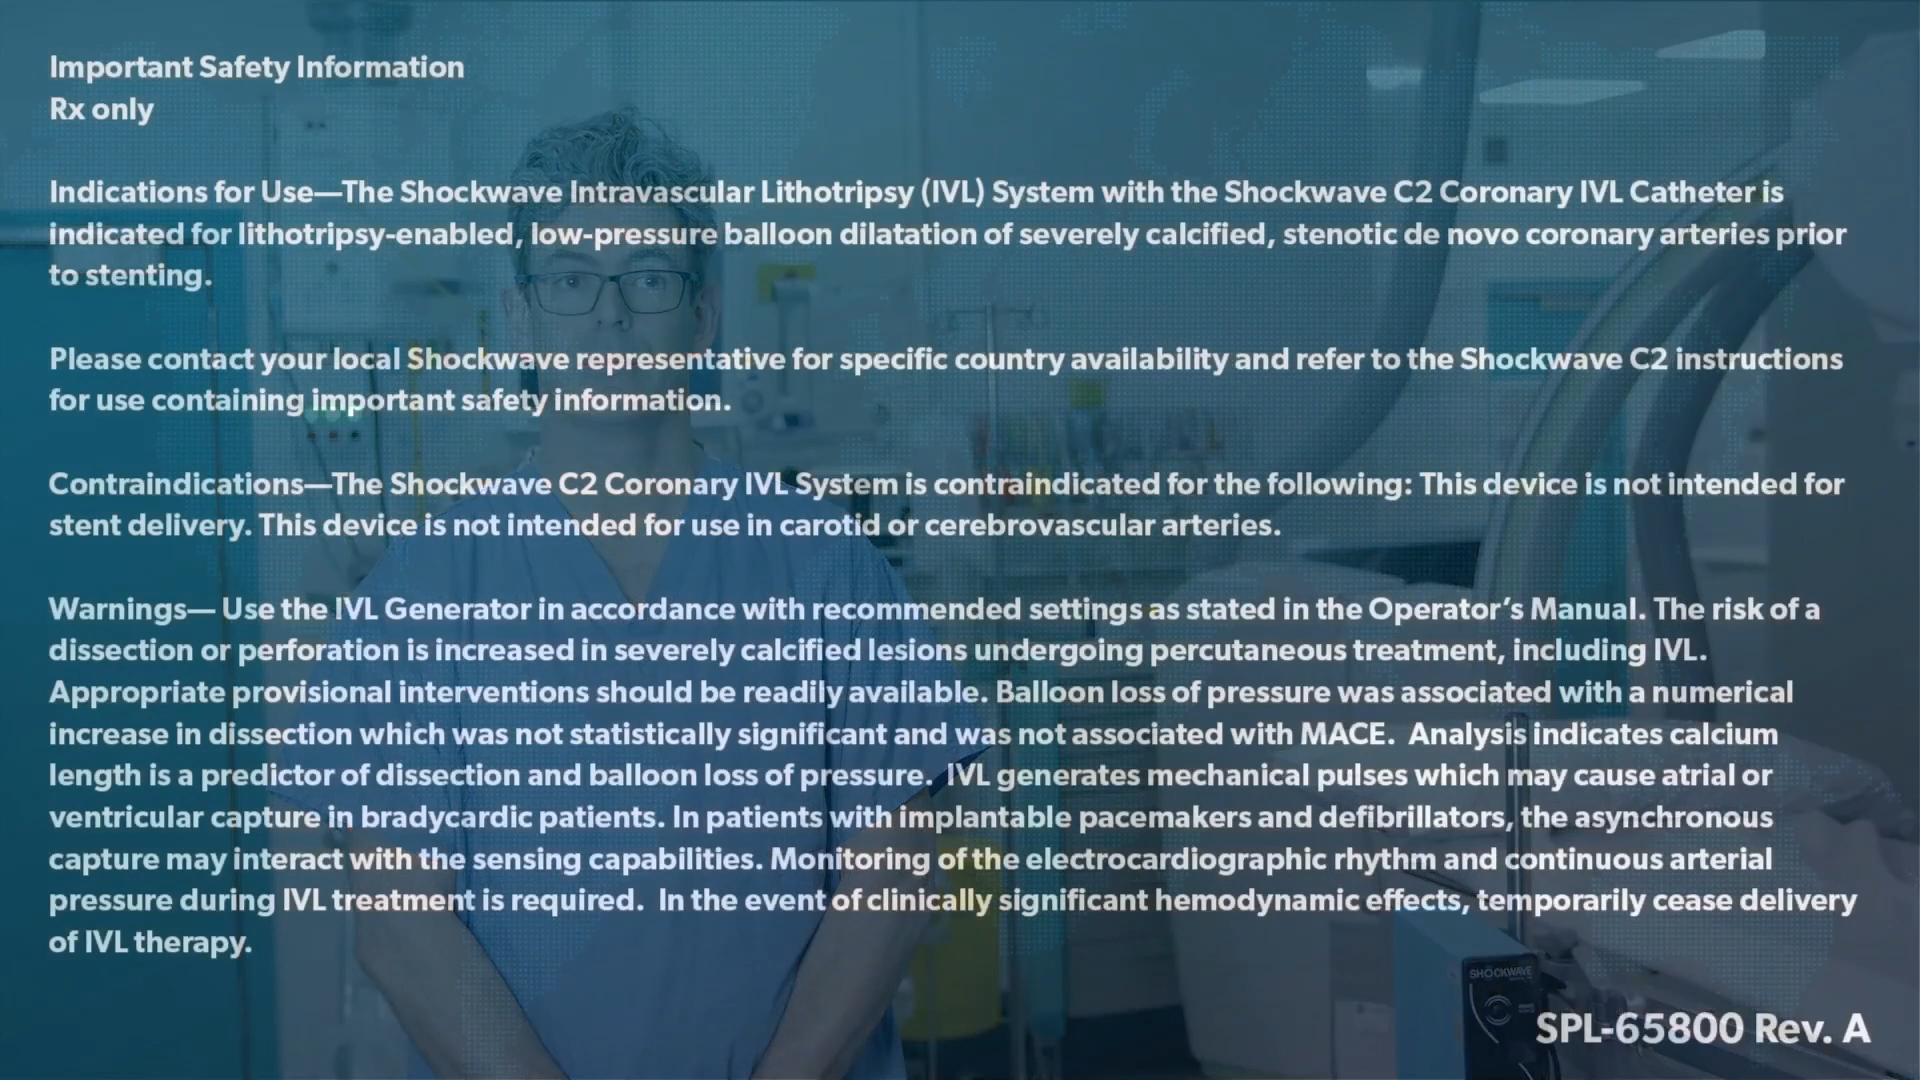 Important Safety Information
Rx only
Indications for Use—The Shockwave Intravascular Lithotripsy (IVL) System with the Shockwave C2 Coronary IVL Catheter is
indicated for lithotripsy-enabled, low-pressure balloon dilatation of severely calcified, stenotic de novo coronary arteries prior
to stenting.
Please contact your local Shockwave representative for specific country availability and refer to the Shockwave C2 instructions
for use containing important safety information.
Contraindications—The Shockwave C2 Coronary IVL System is contraindicated for the following: This device is not intended for
stent delivery. This device is not intended for use in carotid or cerebrovascular arteries.
Warnings— Use the IVL Generator in accordance with recommended settings as stated in the Operator’s Manual. The risk of a
dissection or perforation is increased in severely calcified lesions undergoing percutaneous treatment, including IVL.
Appropriate provisional interventions should be readily available. Balloon loss of pressure was associated with a numerical
increase in dissection which was not statistically significant and was not associated with MACE.  Analysis indicates calcium
length is a predictor of dissection and balloon loss of pressure.  IVL generates mechanical pulses which may cause atrial or
ventricular capture in bradycardic patients. In patients with implantable pacemakers and defibrillators, the asynchronous
capture may interact with the sensing capabilities. Monitoring of the electrocardiographic rhythm and continuous arterial
pressure during IVL treatment is required.  In the event of clinically significant hemodynamic effects, temporarily cease delivery
of IVL therapy.
SHOCKWAVE
SPL-65800 Rev. A